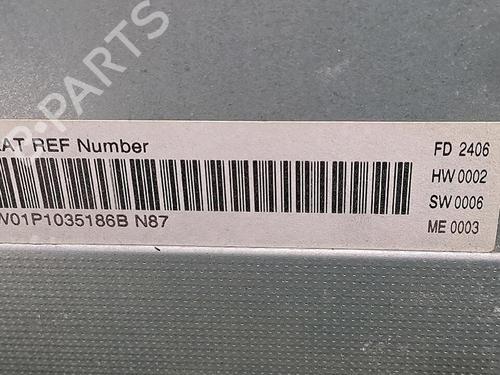 AT REF Number
V01P1035186B N87
FD 2406
HW 0002
SW 0006
ME 0003
B-PARTS